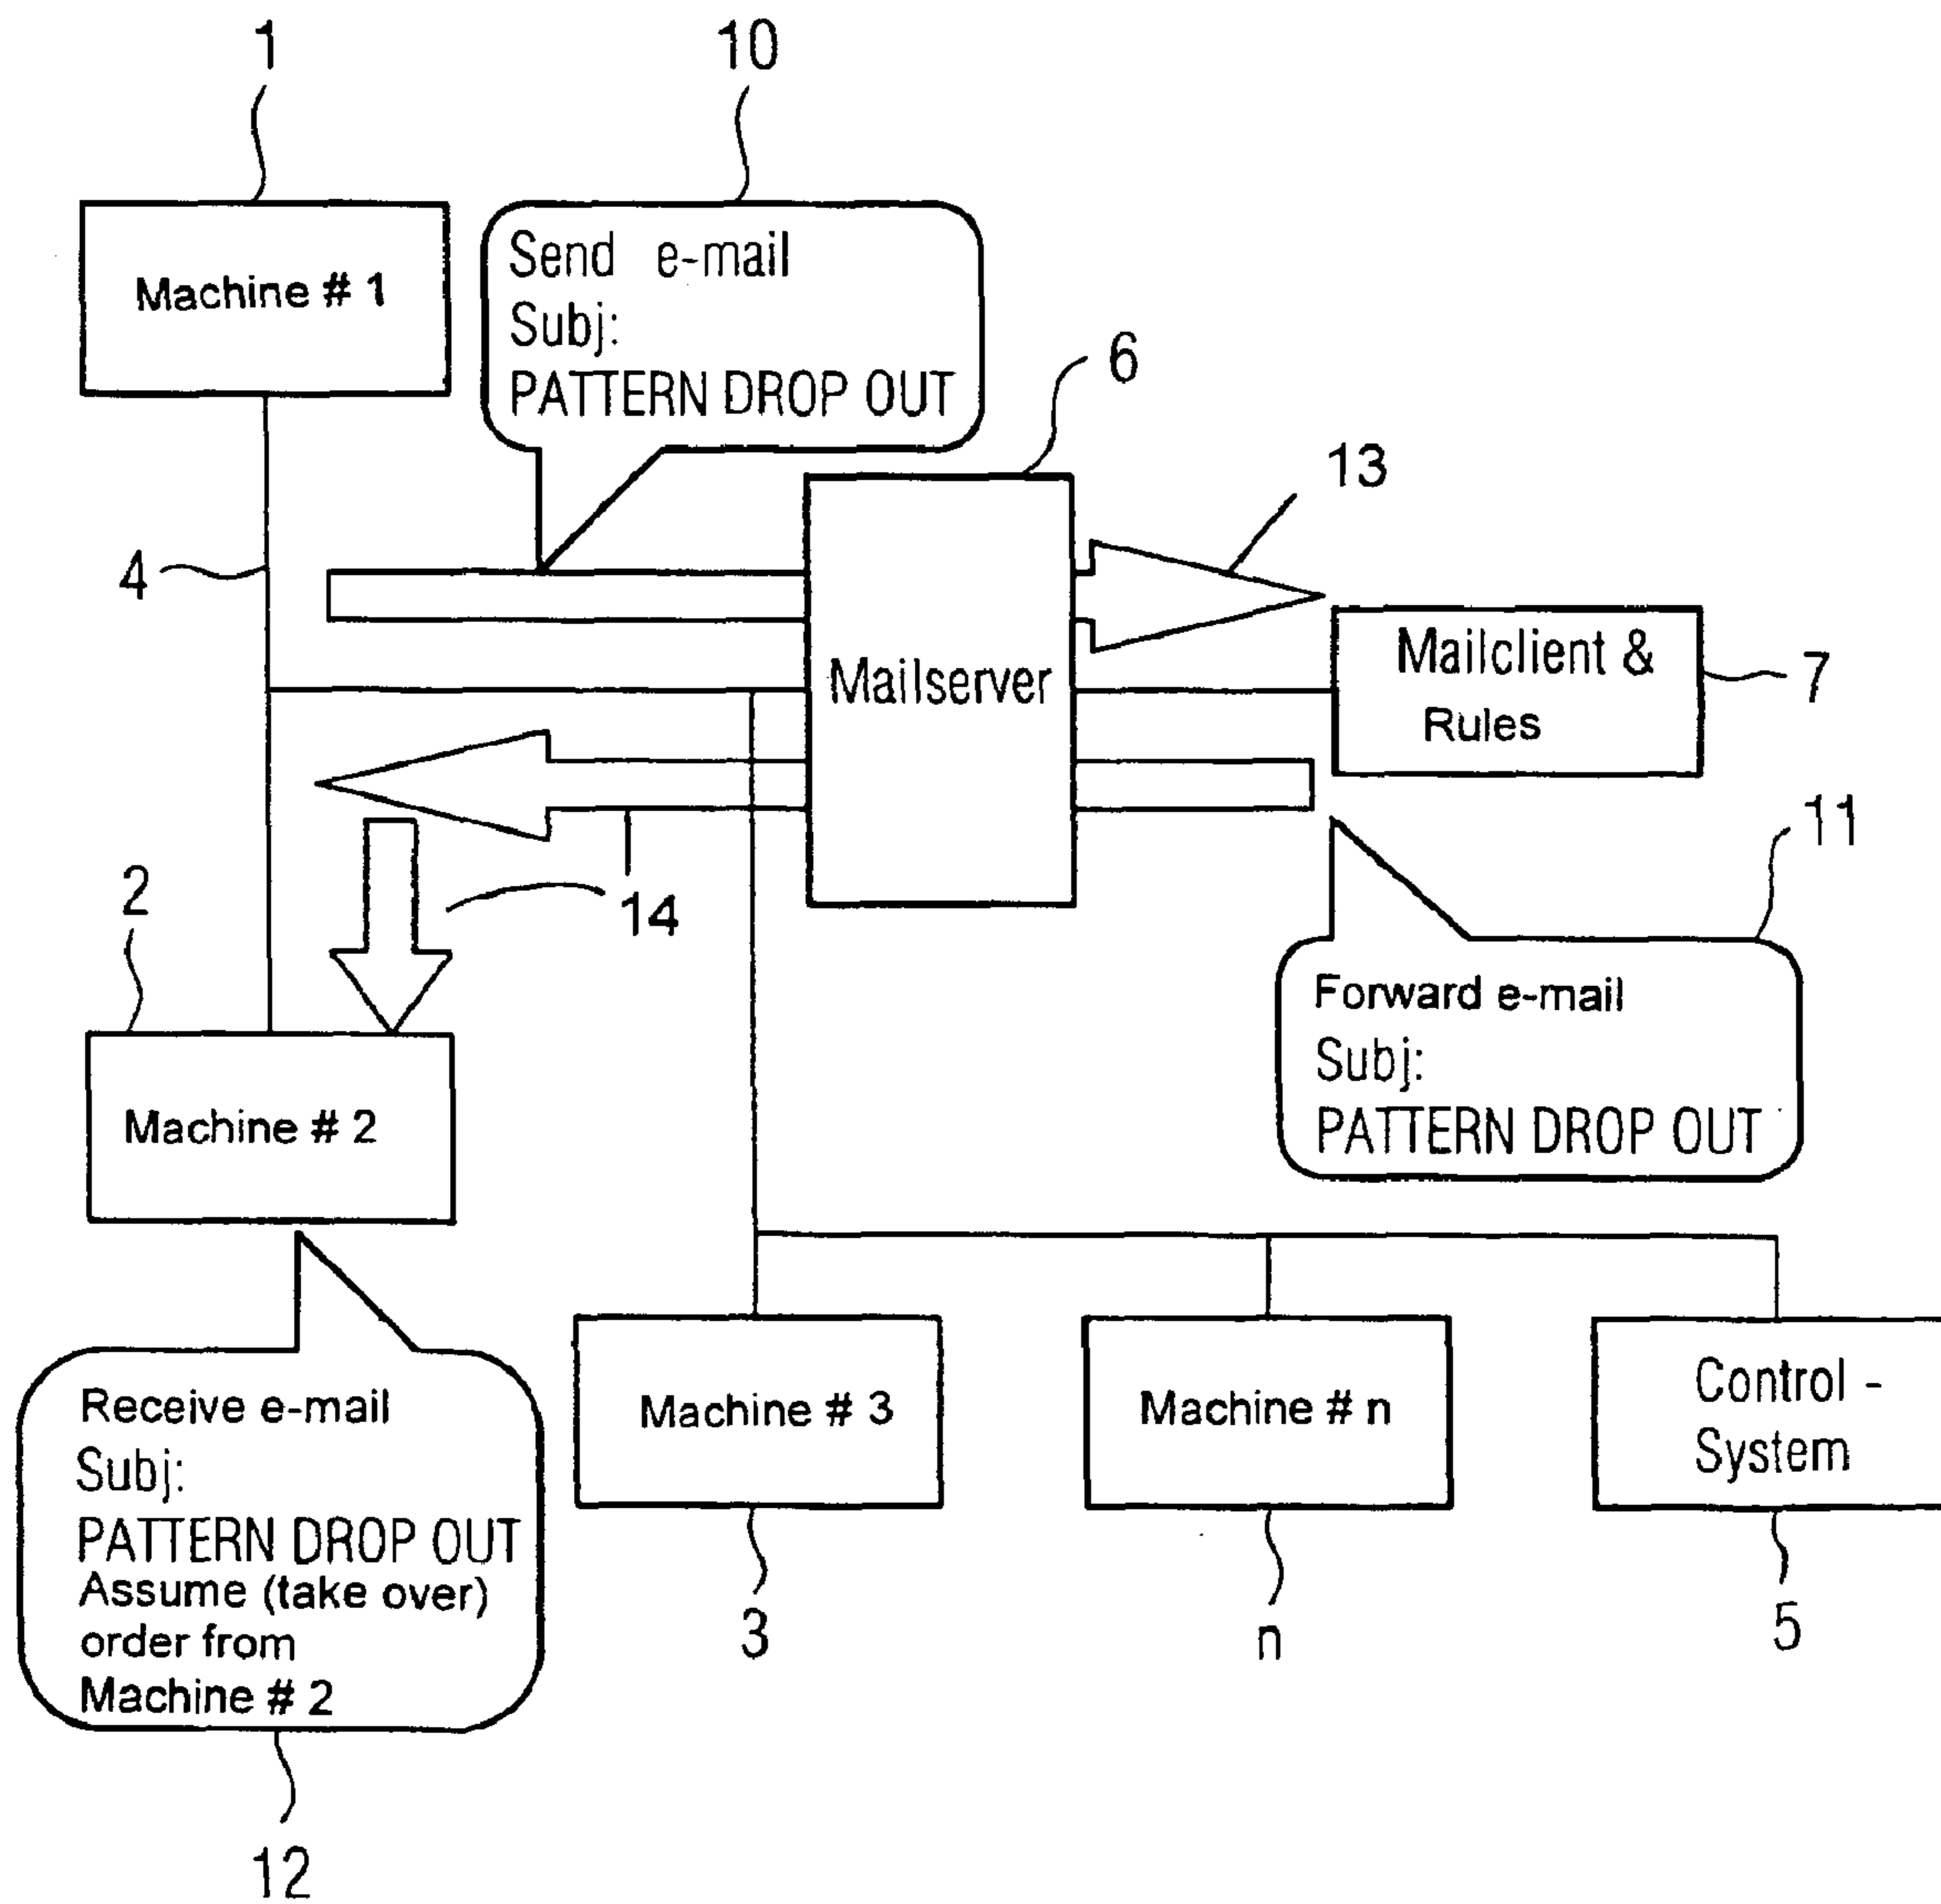 1
10
Machine # 1
Send e-mail
Subj:
PATTERN DROP OUT
6
13
4
Mailserver
Mailclient &
Rules
7
11
2
14
Forward e-mail
Subj:
PATTERN DROP OUT
Machine # 2
Receive e-mail
Subj:
PATTERN DROP OUT
Assume (take over)
order from
Machine # 2
Machine # 3
Machine # n
Control -
System
3
n
5
12